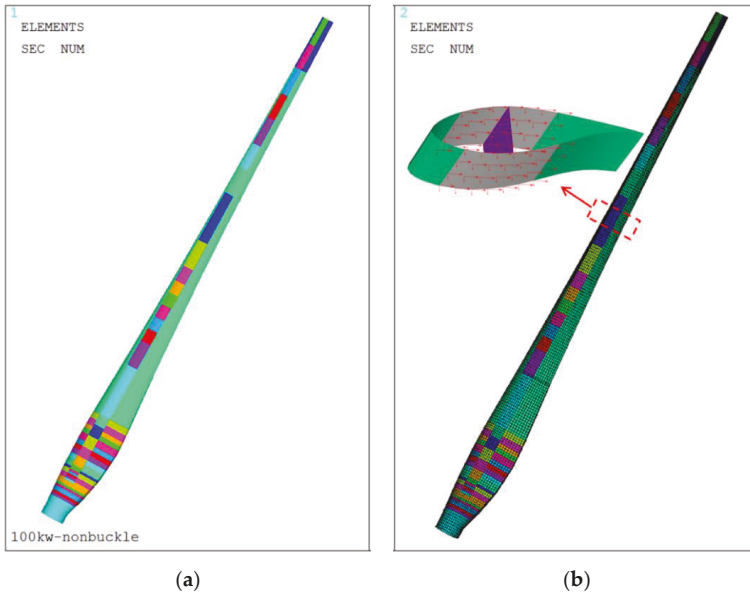 1
ELEMENTS
SEC NUM
100kw-nonbuckle
2
ELEMENTS
SEC NUM
(a)
(b)